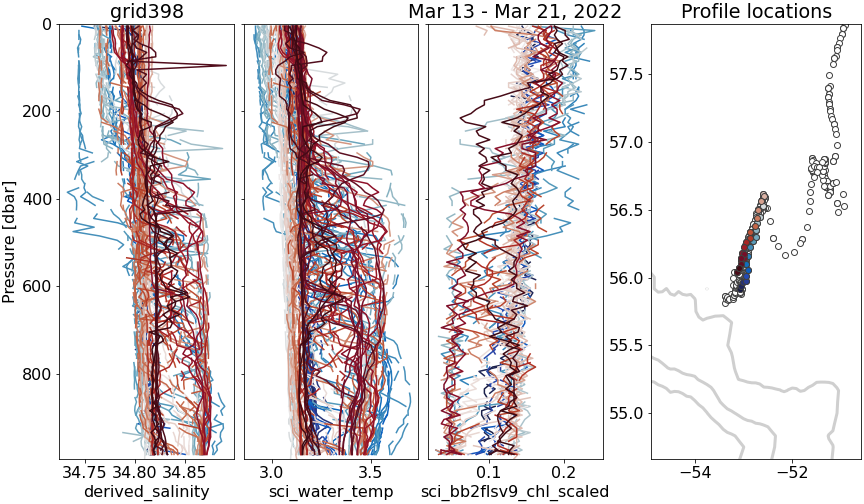 grid398
Mar 13 - Mar 21, 2022
Profile locations
Pressure [dbar]
0
200
400
600
800
34.75 34.80 34.85
derived_salinity
3.0 3.5
sci_water_temp
0.1 0.2
sci_bb2flsv9_chl_scaled
57.5
57.0
56.5
56.0
55.5
55.0
−54 −52